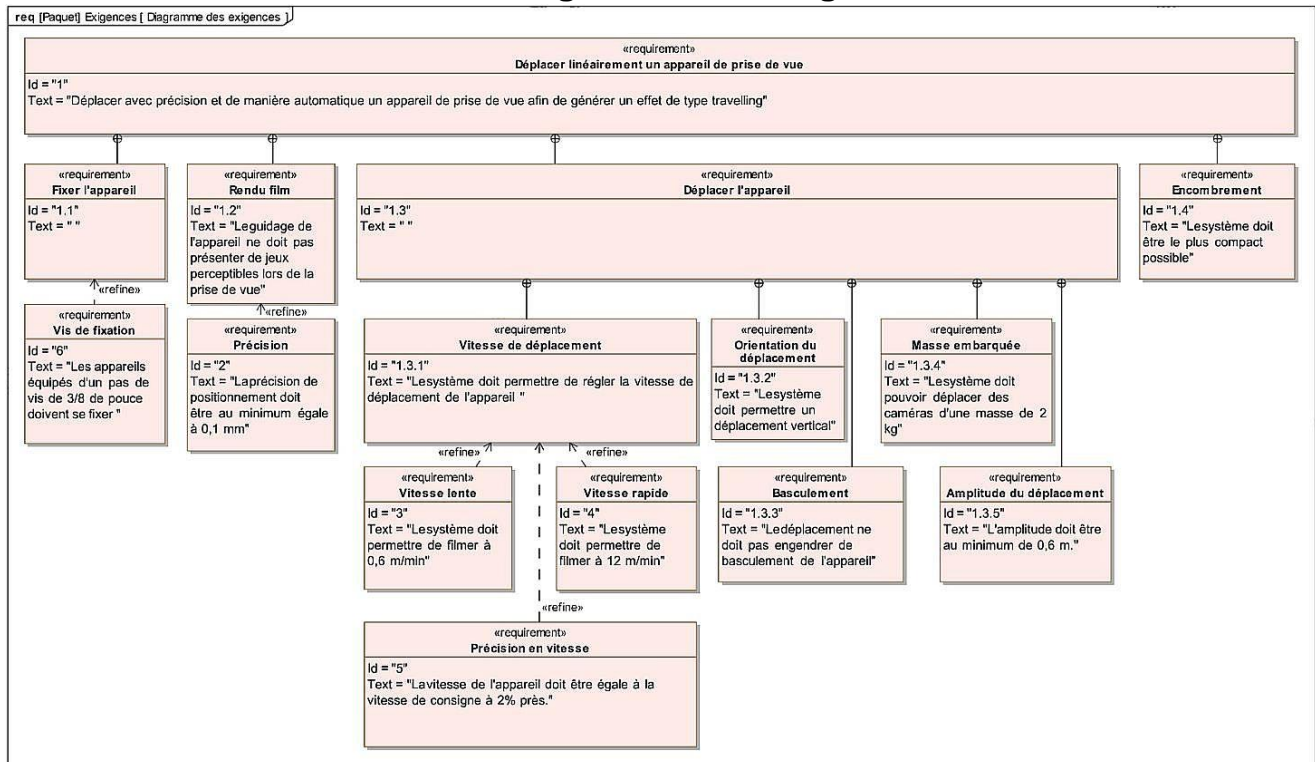 req [Paquet] Exigences [ Diagramme des exigences ]
«requirement»
Déplacer linéairement un appareil de prise de vue
Id = "1"
Text = "Déplacer avec précision et de manière automatique un appareil de prise de vue afin de générer un effet de type travelling"
«requirement»
Fixer l'appareil
Id = "1.1"
Text = " "
«requirement»
Rendu film
Id = "1.2"
Text = "Leguidage de
l'appareil ne doit pas
présenter de jeux
perceptibles lors de la
prise de vue"
«requirement»
Déplacer l'appareil
Id = "1.3"
Text = " "
«requirement»
Encombrement
Id = "1.4"
Text = "Lesystème doit
être le plus compact
possible"
«refine»
«refine»
«requirement»
Vis de fixation
Id = "6"
Text = "Les appareils
équipés d'un pas de
vis de 3/8 de pouce
doivent se fixer "
«requirement»
Précision
Id = "2"
Text = "Laprécision de
positionnement doit
être au minimum égale
à 0,1 mm"
«requirement»
Vitesse de déplacement
Id = "1.3.1"
Text = "Lesystème doit permettre de régler la vitesse de
déplacement de l'appareil "
«requirement»
Orientation du
déplacement
Id = "1.3.2"
Text = "Lesystème
doit permettre un
déplacement vertical"
«requirement»
Masse embarquée
Id = "1.3.4"
Text = "Lesystème doit
pouvoir déplacer des
caméras d'une masse de 2
kg"
«refine»
«refine»
«requirement»
Vitesse lente
Id = "3"
Text = "Lesystème doit
permettre de filmer à
0,6 m/min"
«requirement»
Vitesse rapide
Id = "4"
Text = "Lesystème
doit permettre de
filmer à 12 m/min"
«requirement»
Basculement
Id = "1.3.3"
Text = "Ledéplacement ne
doit pas engendrer de
basculement de l'appareil"
«requirement»
Amplitude du déplacement
Id = "1.3.5"
Text = "L'amplitude doit être
au minimum de 0,6 m."
«refine»
«requirement»
Précision en vitesse
Id = "5"
Text = "Lavitesse de l'appareil doit être égale à la
vitesse de consigne à 2% près."